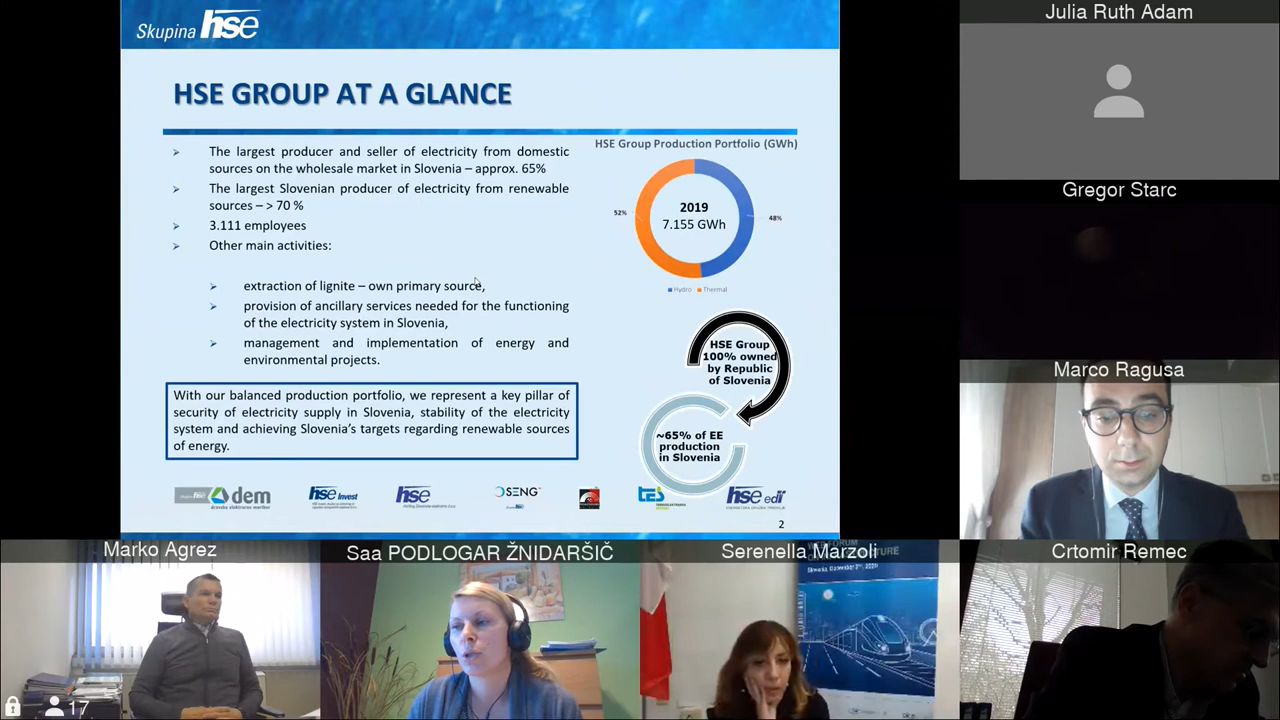 Skupina hse
HSE GROUP AT A GLANCE
The largest producer and seller of electricity from domestic
sources on the wholesale market in Slovenia – approx. 65%
The largest Slovenian producer of electricity from renewable
sources – > 70 %
3.111 employees
Other main activities:
extraction of lignite – own primary source,
provision of ancillary services needed for the functioning
of the electricity system in Slovenia,
management and implementation of energy and
environmental projects.
With our balanced production portfolio, we represent a key pillar of
security of electricity supply in Slovenia, stability of the electricity
system and achieving Slovenia's targets regarding renewable sources
of energy.
HSE Group Production Portfolio (GWh)
2019
7.155 GWh
52%
48%
Hydro Thermal
HSE Group
100% owned
by Republic
of Slovenia
~65% of EE
production
in Slovenia
dem
hse Invest
hse
SENG
TEŠ
hse edT
2
Julia Ruth Adam
Gregor Starc
Marco Ragusa
Marko Agrez
Saa PODLOGAR ŽNIDARŠIČ
Serenella Marzoli
Crtomir Remec
17